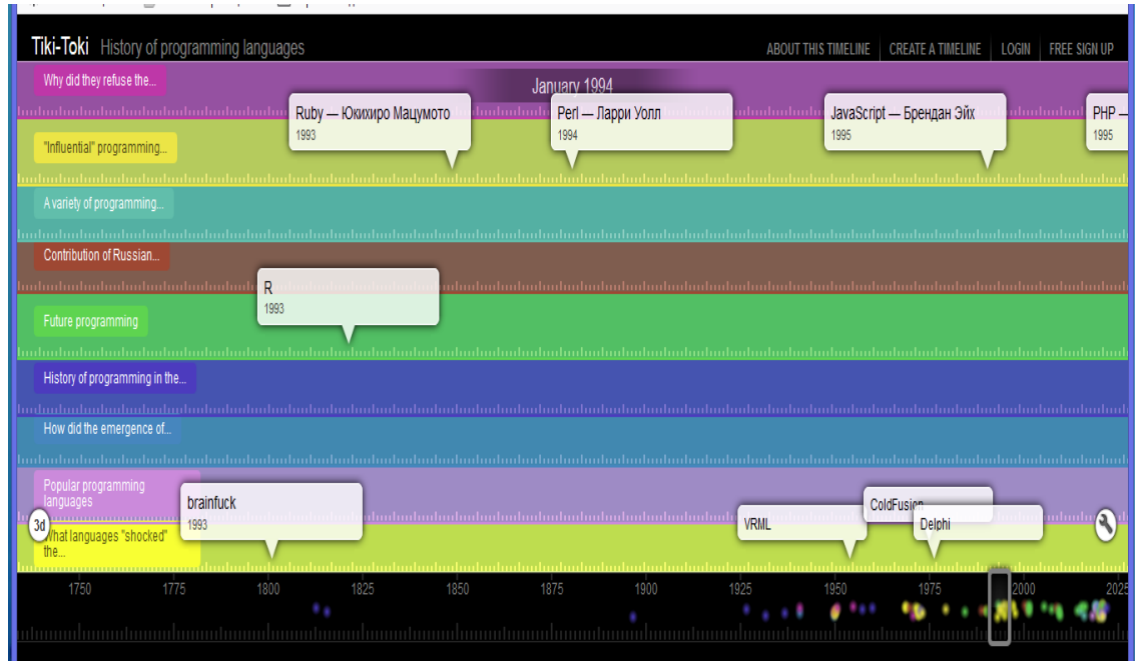 Tiki-Toki History of programming languages
ABOUT THIS TIMELINE CREATE A TIMELINE LOGIN FREE SIGN UP
Why did they refuse the...
January 1994
Ruby — Юкихиро Мацумото
1993
Perl — Ларри Уолл
1994
JavaScript — Брендан Эйх
1995
PHP —
1995
"Influential" programming...
A variety of programming...
Contribution of Russian...
R
1993
Future programming
History of programming in the...
How did the emergence of...
Popular programming
languages
brainfuck
1993
ColdFusion
VRML
Delphi
3d
What languages "shocked"
the...
1750 1775 1800 1825 1850 1875 1900 1925 1950 1975 2000 2025